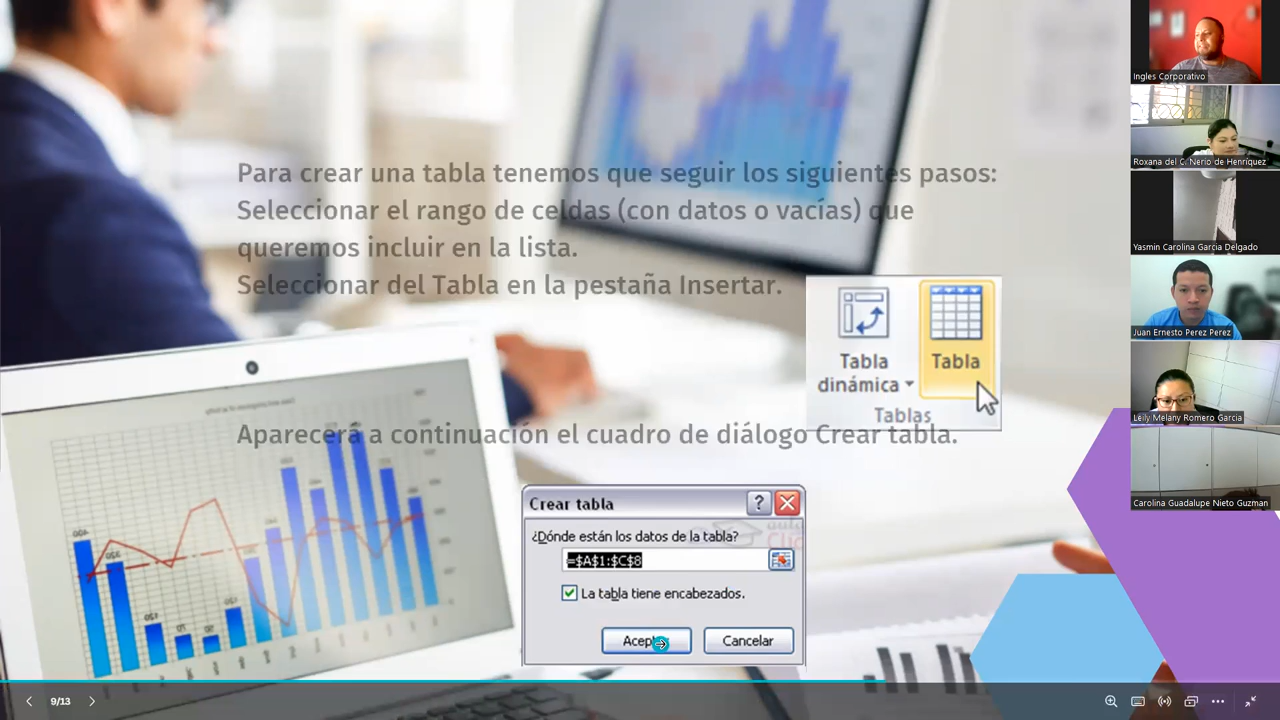 Para crear una tabla tenemos que seguir los siguientes pasos:
Seleccionar el rango de celdas (con datos o vacías) que
queremos incluir en la lista.
Seleccionar del Tabla en la pestaña Insertar.
Tabla
dinámica
Tabla
Tablas
Aparecerá a continuación el cuadro de diálogo Crear tabla.
Crear tabla
¿Dónde están los datos de la tabla?
=$A$1:$C$8
La tabla tiene encabezados.
Cancelar
9/13
Ingles Corporativo
Roxana del C. Nerio de Henríquez
Yasmin Carolina Garcia Delgado
Juan Ernesto Perez Perez
Leily Melany Romero Garcia
Carolina Guadalupe Nieto Guzman